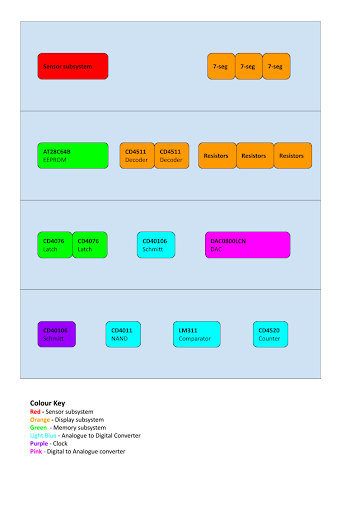 Sensor subsystem
7-seg 7-seg 7-seg
AT28C64B
EEPROM
CD4511 CD4511
Decoder Decoder
Resistors Resistors Resistors
CD4076 CD4076
Latch Latch
CD40106
Schmitt
DAC0800LCN
DAC
CD40106
Schmitt
CD4011
NAND
LM311
Comparator
CD4520
Counter
Colour Key
Red - Sensor subsystem
Orange - Display subsystem
Green - Memory subsystem
Light Blue - Analogue to Digital Converter
Purple - Clock
Pink - Digital to Analogue converter